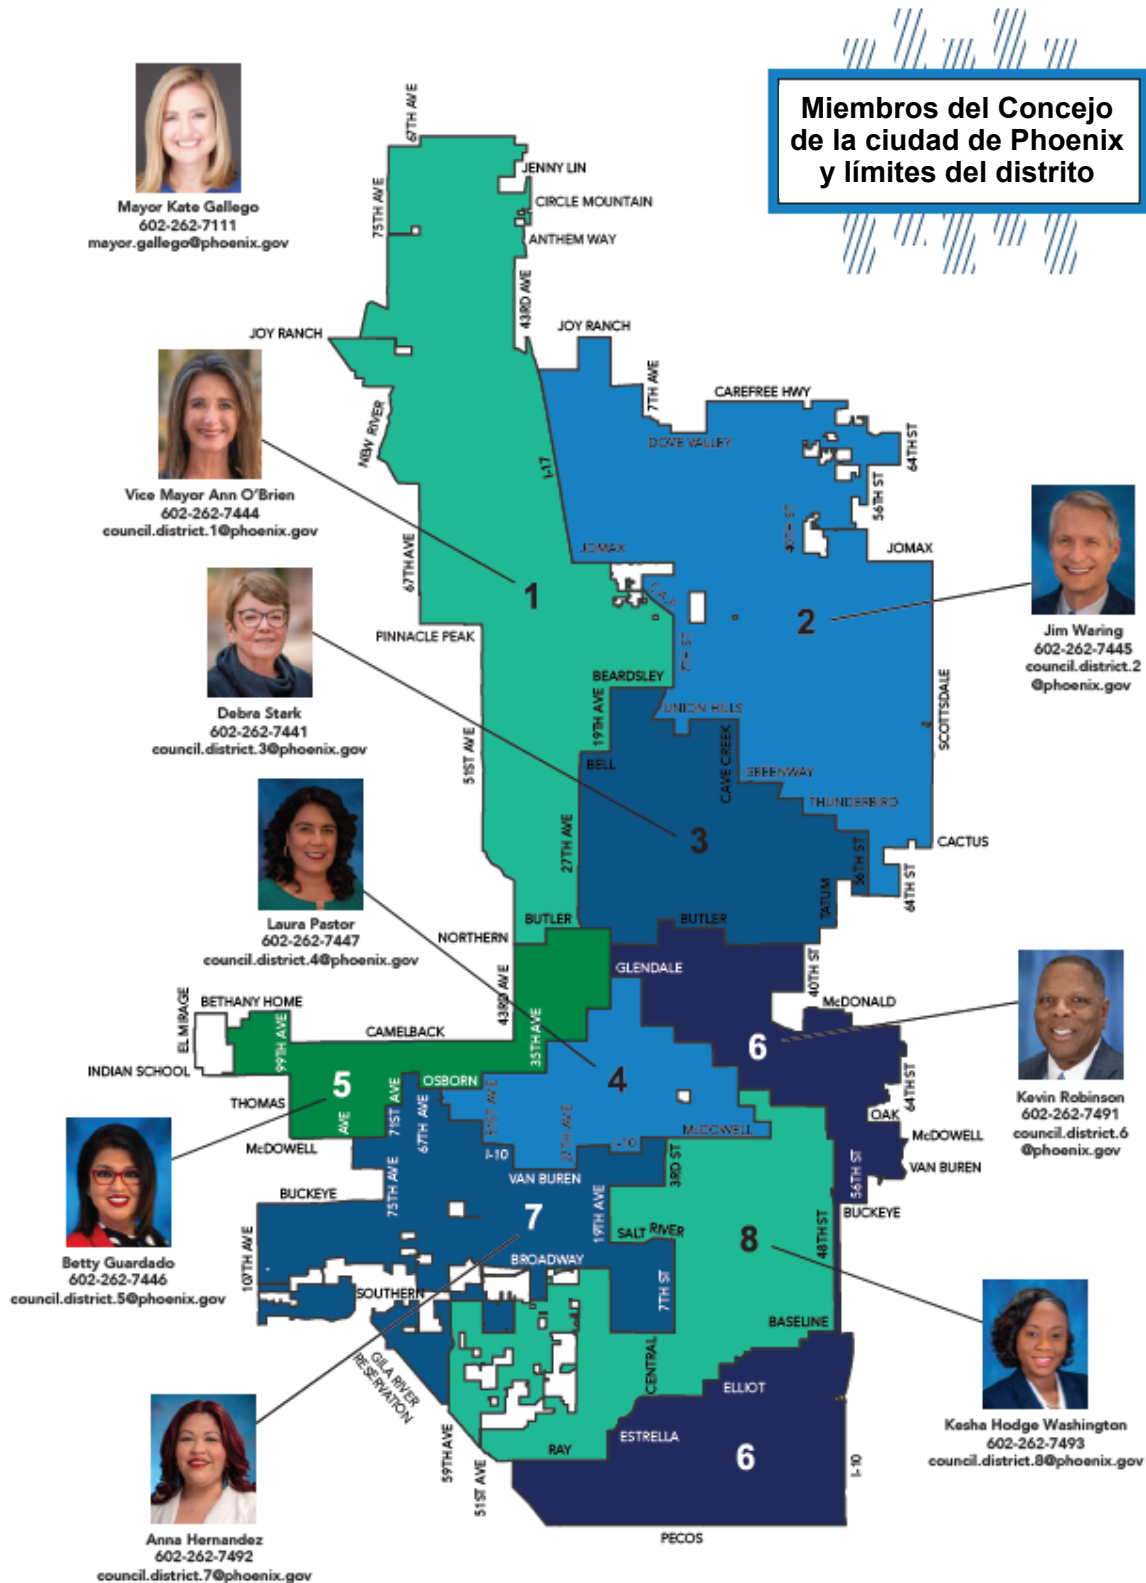 Miembros del Concejo
de la ciudad de Phoenix
y límites del distrito
Mayor Kate Gallego
602-262-7111
mayor.gallego@phoenix.gov
67TH AVE
75TH AVE
JENNY LIN
CIRCLE MOUNTAIN
ANTHEM WAY
43RD AVE
JOY RANCH
JOY RANCH
7TH AVE
CAREFREE HWY
DOVE VALLEY
64TH ST
56TH ST
NEW RIVER
I-17
Vice Mayor Ann O'Brien
602-262-7444
council.district.1@phoenix.gov
40TH ST
JOMAX
JOMAX
67TH AVE
1
2
Jim Waring
602-262-7445
council.district.2
@phoenix.gov
PINNACLE PEAK
7TH ST
BEARDSLEY
SCOTTSDALE
Debra Stark
602-262-7441
council.district.3@phoenix.gov
19TH AVE
UNION HILLS
51ST AVE
BELL
CAVE CREEK
GREENWAY
THUNDERBIRD
3
27TH AVE
CACTUS
56TH ST
64TH ST
TATUM
Laura Pastor
602-262-7447
council.district.4@phoenix.gov
BUTLER
BUTLER
NORTHERN
GLENDALE
40TH ST
43RD AVE
35TH AVE
EL MIRAGE
BETHANY HOME
99TH AVE
CAMELBACK
McDONALD
6
INDIAN SCHOOL
5
OSBORN
4
64TH ST
Kevin Robinson
602-262-7491
council.district.6
@phoenix.gov
THOMAS
AVE
71ST AVE
67TH AVE
51ST AVE
27TH AVE
I-10
McDOWELL
OAK
McDOWELL
McDOWELL
I-10
VAN BUREN
3RD ST
56TH ST
VAN BUREN
BUCKEYE
75TH AVE
BUCKEYE
7
19TH AVE
SALT RIVER
8
48TH ST
107TH AVE
BROADWAY
Betty Guardado
602-262-7446
council.district.5@phoenix.gov
SOUTHERN
7TH ST
BASELINE
GILA RIVER
RESERVATION
CENTRAL
ELLIOT
Kesha Hodge Washington
602-262-7493
council.district.8@phoenix.gov
59TH AVE
51ST AVE
RAY
ESTRELLA
6
I-10
PECOS
Anna Hernandez
602-262-7492
council.district.7@phoenix.gov